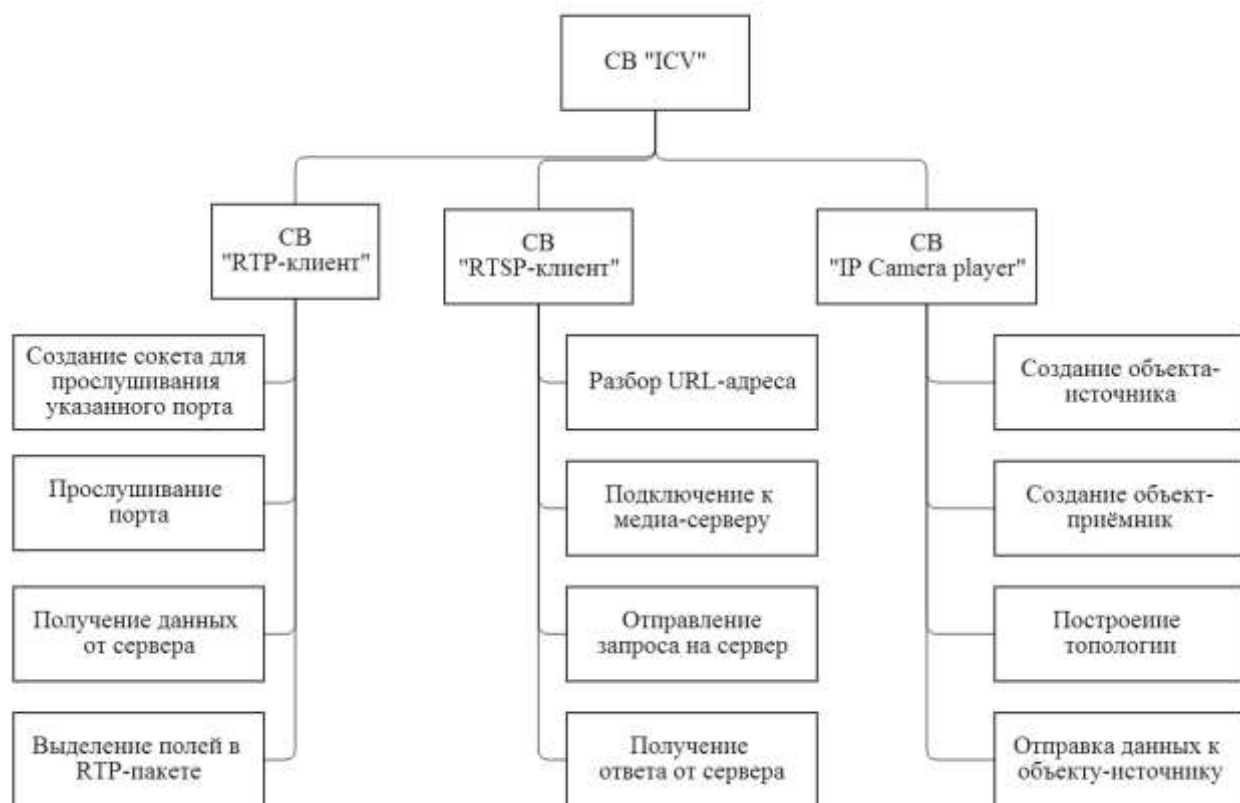 СВ "ICV"
СВ
"RTP-клиент"
СВ
"RTSP-клиент"
СВ
"IP Camera player"
Создание сокета для
прослушивания
указанного порта
Прослушивание
порта
Получение данных
от сервера
Выделение полей в
RTP-пакете
Разбор URL-адреса
Подключение к
медиа-серверу
Отправление
запроса на сервер
Получение
ответа от сервера
Создание объекта-
источника
Создание объект-
приёмник
Построение
топологии
Отправка данных к
объекту-источнику